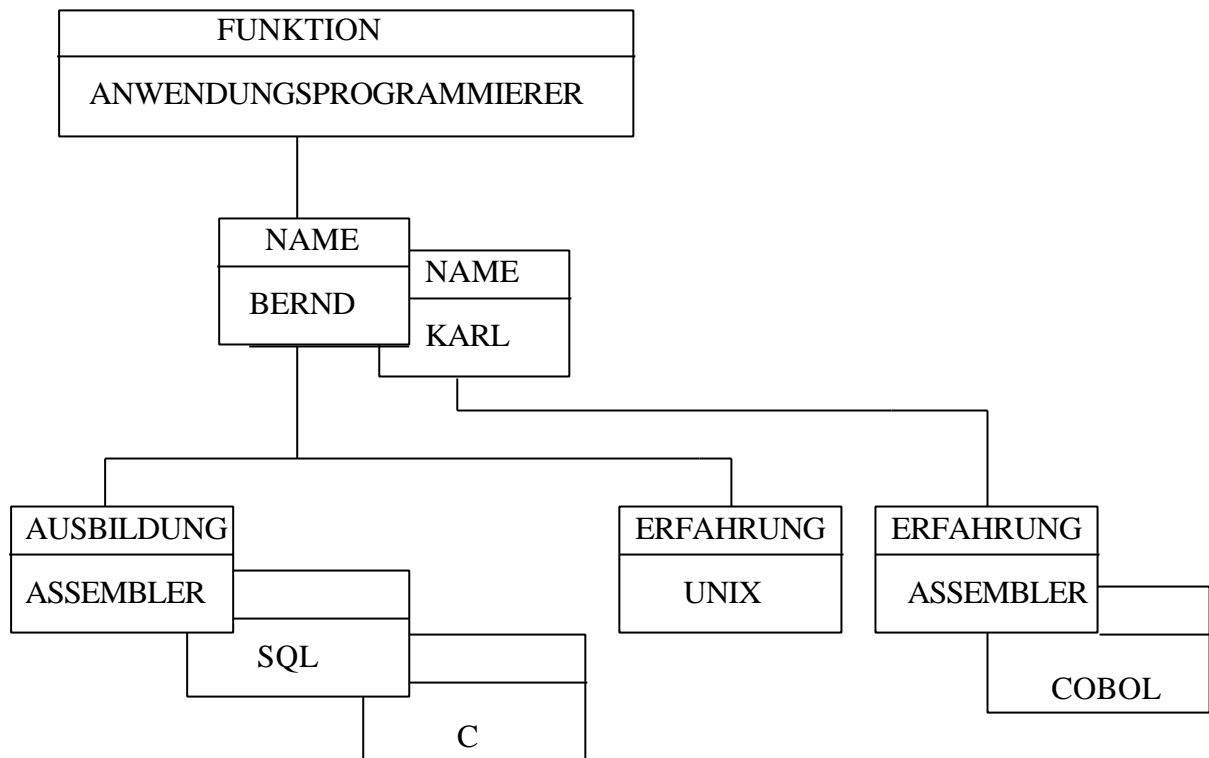 FUNKTION
ANWENDUNGSPROGRAMMIERER
NAME
BERND
NAME
KARL
AUSBILDUNG
ASSEMBLER
SQL
C
ERFAHRUNG
UNIX
ERFAHRUNG
ASSEMBLER
COBOL